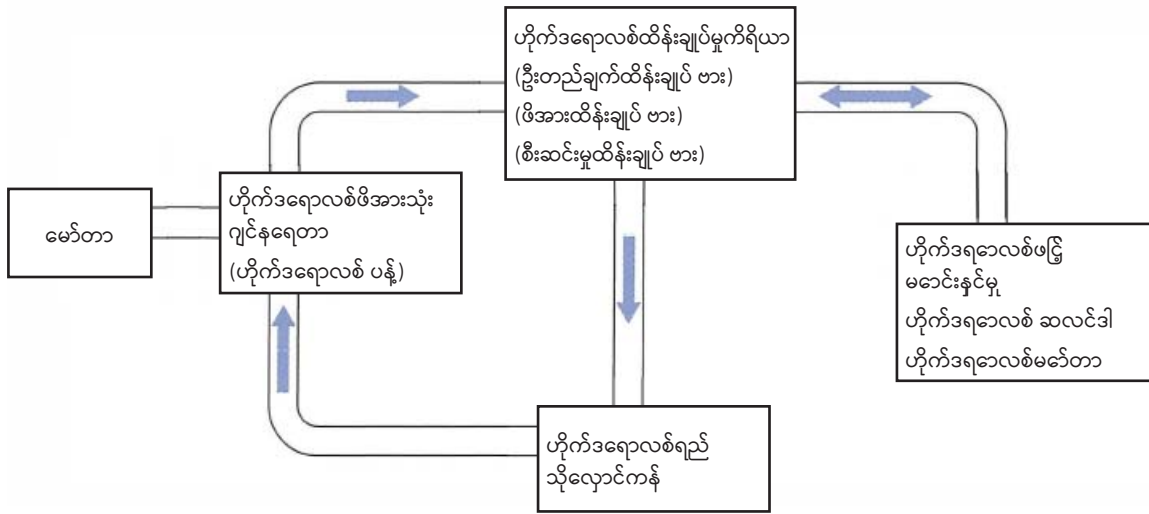 ဟိုက်ဒရောလစ်ထိန်းချုပ်မှုကိရိယာ
(ဦးတည်ချက်ထိန်းချုပ် ဗား)
(ဖိအားထိန်းချုပ် ဗား)
(စီးဆင်းမှုထိန်းချုပ် ဗား)
မော်တာ
ဟိုက်ဒရောလစ်ဖိအားသုံး
ဂျင်နရေတာ
(ဟိုက်ဒရောလစ် ပန့်)
ဟိုက်ဒရောလစ်ဖြင့်
မောင်းနှင်မှု
ဟိုက်ဒရောလစ် ဆလင်ဒါ
ဟိုက်ဒရောလစ်မော်တာ
ဟိုက်ဒရောလစ်ရည်
သိုလှောင်ကန်